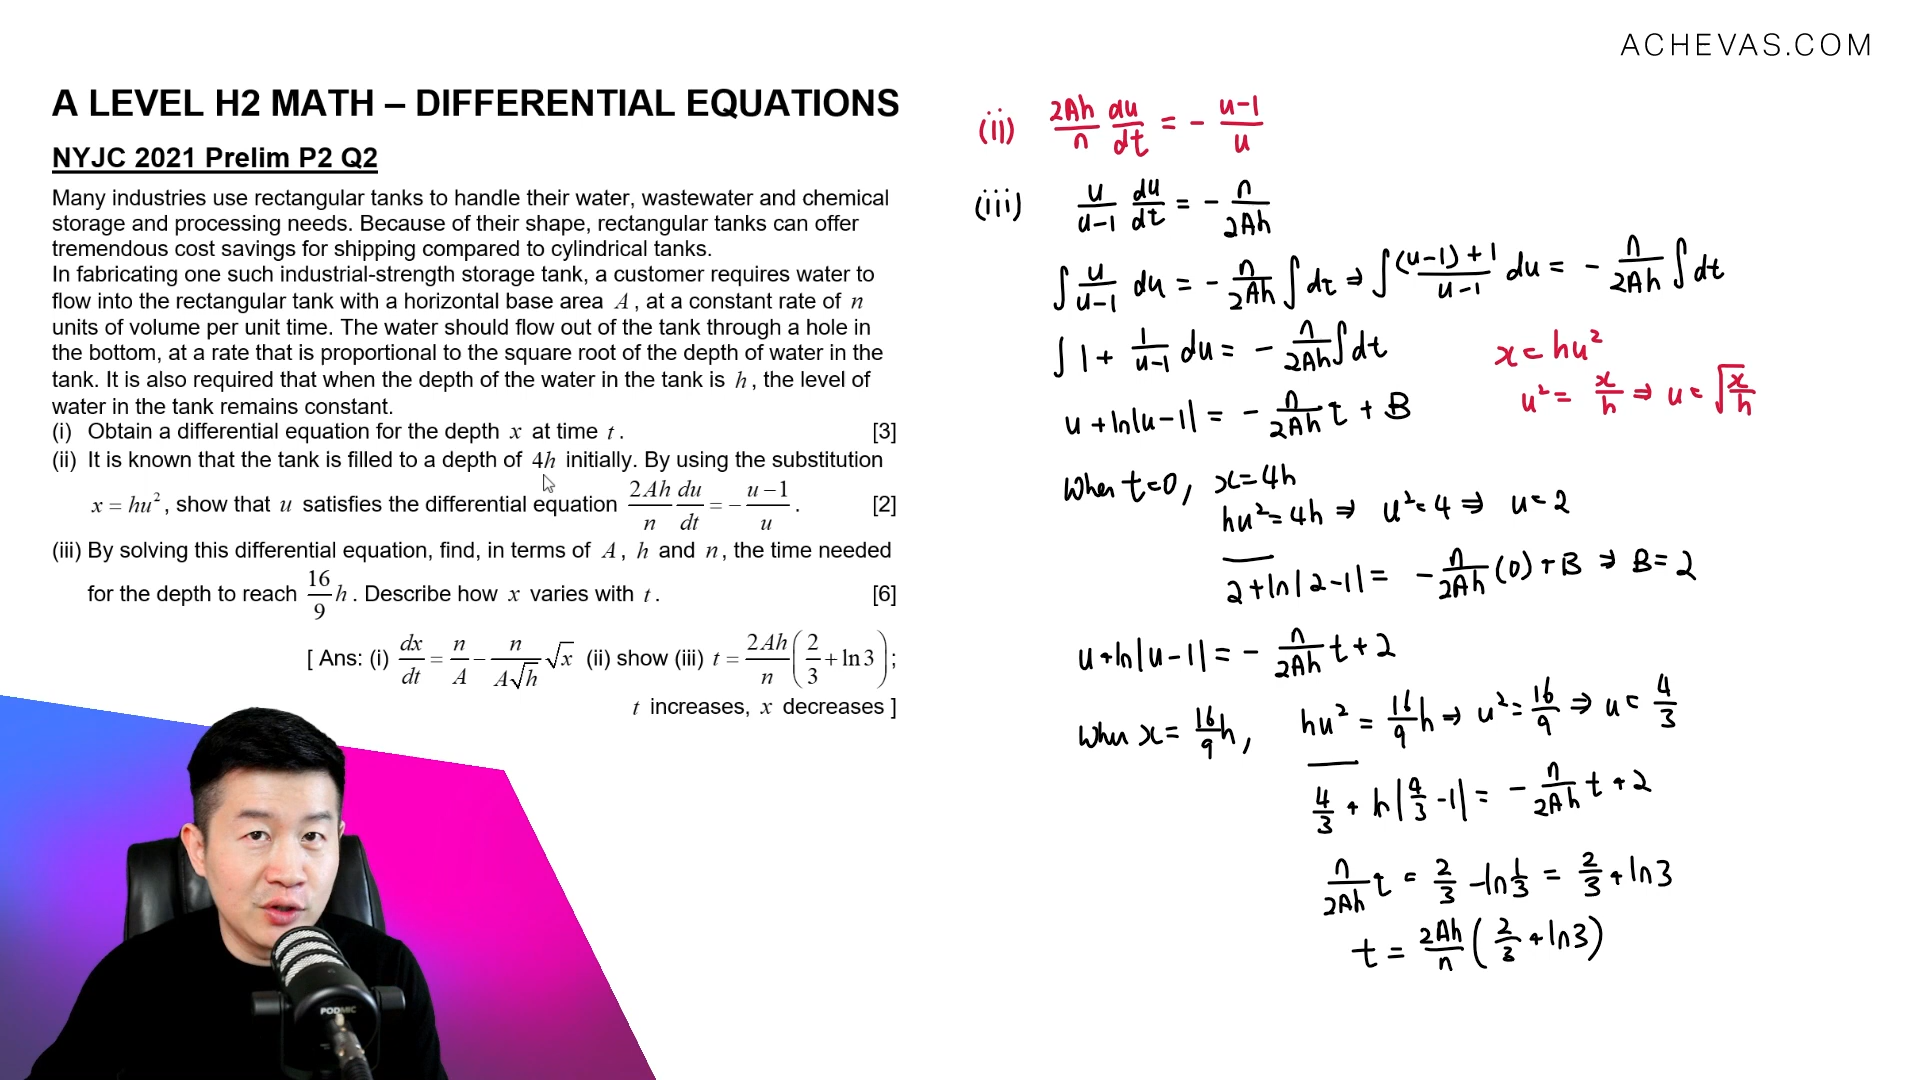 ACHEVAS.COM
A LEVEL H2 MATH – DIFFERENTIAL EQUATIONS
NYJC 2021 Prelim P2 Q2
Many industries use rectangular tanks to handle their water, wastewater and chemical
storage and processing needs. Because of their shape, rectangular tanks can offer
tremendous cost savings for shipping compared to cylindrical tanks.
In fabricating one such industrial-strength storage tank, a customer requires water to
flow into the rectangular tank with a horizontal base area A, at a constant rate of n
units of volume per unit time. The water should flow out of the tank through a hole in
the bottom, at a rate that is proportional to the square root of the depth of water in the
tank. It is also required that when the depth of the water in the tank is h, the level of
water in the tank remains constant.
(i) Obtain a differential equation for the depth x at time t. [3]
(ii) It is known that the tank is filled to a depth of 4h initially. By using the substitution
x = hu², show that u satisfies the differential equation 2Ah/n du/dt = − (u−1)/u. [2]
(iii) By solving this differential equation, find, in terms of A, h and n, the time needed
for the depth to reach 16/9 h. Describe how x varies with t. [6]
[ Ans: (i) dx/dt = n/A − n/(A√h) √x (ii) show (iii) t = 2Ah/n (2/3 + ln 3);
t increases, x decreases ]
(ii) 2Ah/n du/dt = − (u−1)/u
(iii) u/(u−1) du/dt = − n/2Ah
∫ u/(u−1) du = − n/2Ah ∫ dt ⇒ ∫ ((u−1)+1)/(u−1) du = − n/2Ah ∫ dt
∫ 1 + 1/(u−1) du = − n/2Ah ∫ dt
x = hu²
u² = x/h ⇒ u = √(x/h)
u + ln|u−1| = − n/2Ah t + B
When t=0, x=4h
hu² = 4h ⇒ u² = 4 ⇒ u = 2
2+ln|2−1| = − n/2Ah (0) + B ⇒ B = 2
u+ln|u−1| = − n/2Ah t + 2
When x = 16/9 h, hu² = 16/9 h ⇒ u² = 16/9 ⇒ u = 4/3
4/3 + ln|4/3 −1| = − n/2Ah t + 2
n/2Ah t = 2/3 − ln 1/3 = 2/3 + ln3
t = 2Ah/n (2/3 + ln3)
PODMIC